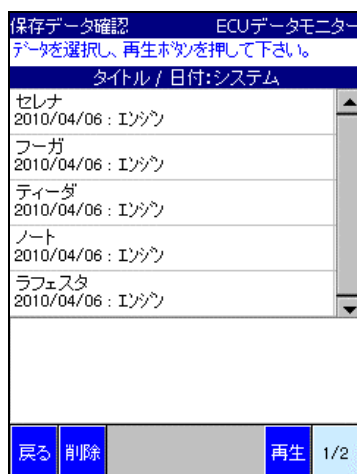 保存データ確認 ECUデータモニター
データを選択し、再生ボタンを押して下さい。
タイトル / 日付:システム
セレナ
2010/04/06 : エンジン
フーガ
2010/04/06 : エンジン
ティーダ
2010/04/06 : エンジン
ノート
2010/04/06 : エンジン
ラフェスタ
2010/04/06 : エンジン
戻る 削除 再生 1/2